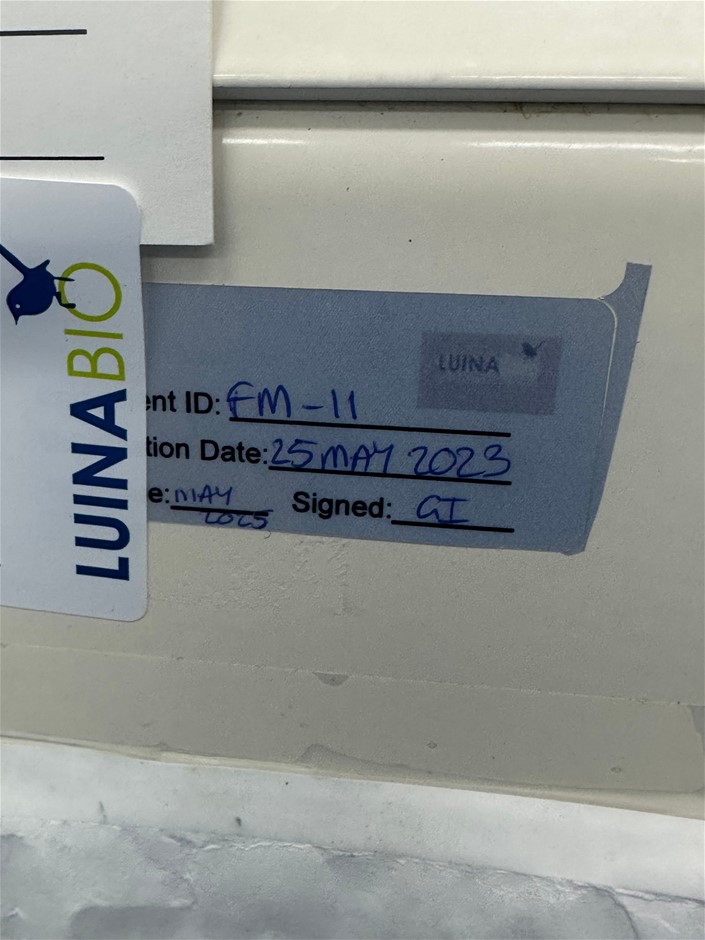 LUINABIO
LUINA
ent ID: FM-11
tion Date: 25 MAY 2023
e: MAY 2025 Signed: GI